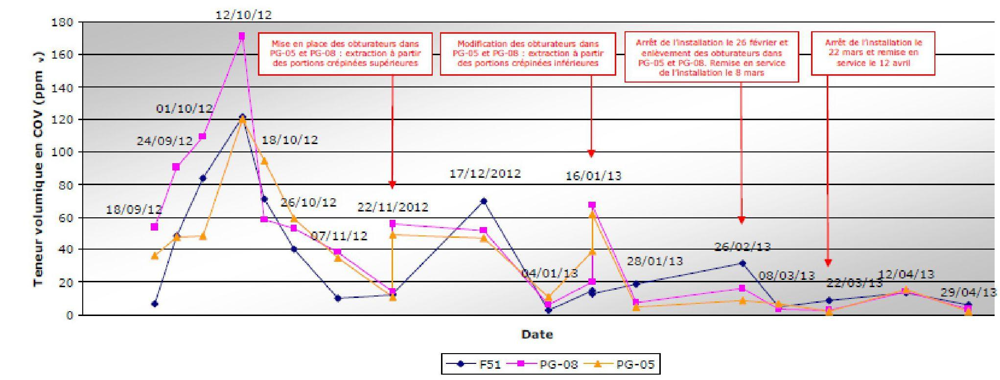 12/10/12
180
160
140
120
100
80
60
40
20
0
Teneur volumique en COV (ppm v)
Mise en place des obturateurs dans
PG-05 et PG-08 : extraction à partir
des portions crépinées supérieures
Modification des obturateurs dans
PG-05 et PG-08 : extraction à partir
des portions crépinées inférieures
Arrêt de l'installation le 26 février et
enlèvement des obturateurs dans
PG-05 et PG-08. Remise en service
de l'installation le 8 mars
Arrêt de l'installation le
22 mars et remise en
service le 12 avril
01/10/12
24/09/12
18/10/12
17/12/2012
16/01/13
18/09/12
26/10/12
22/11/2012
07/11/12
26/02/13
28/01/13
04/01/13
08/03/13
12/04/13
22/03/13
29/04/13
Date
F51 PG-08 PG-05